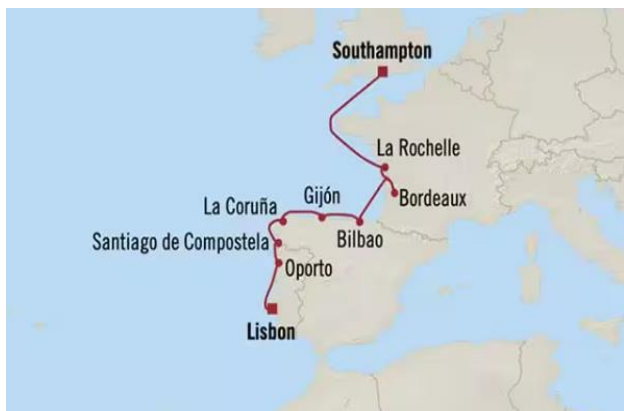 Southampton
La Rochelle
Bordeaux
Gijón
La Coruña
Bilbao
Santiago de Compostela
Oporto
Lisbon